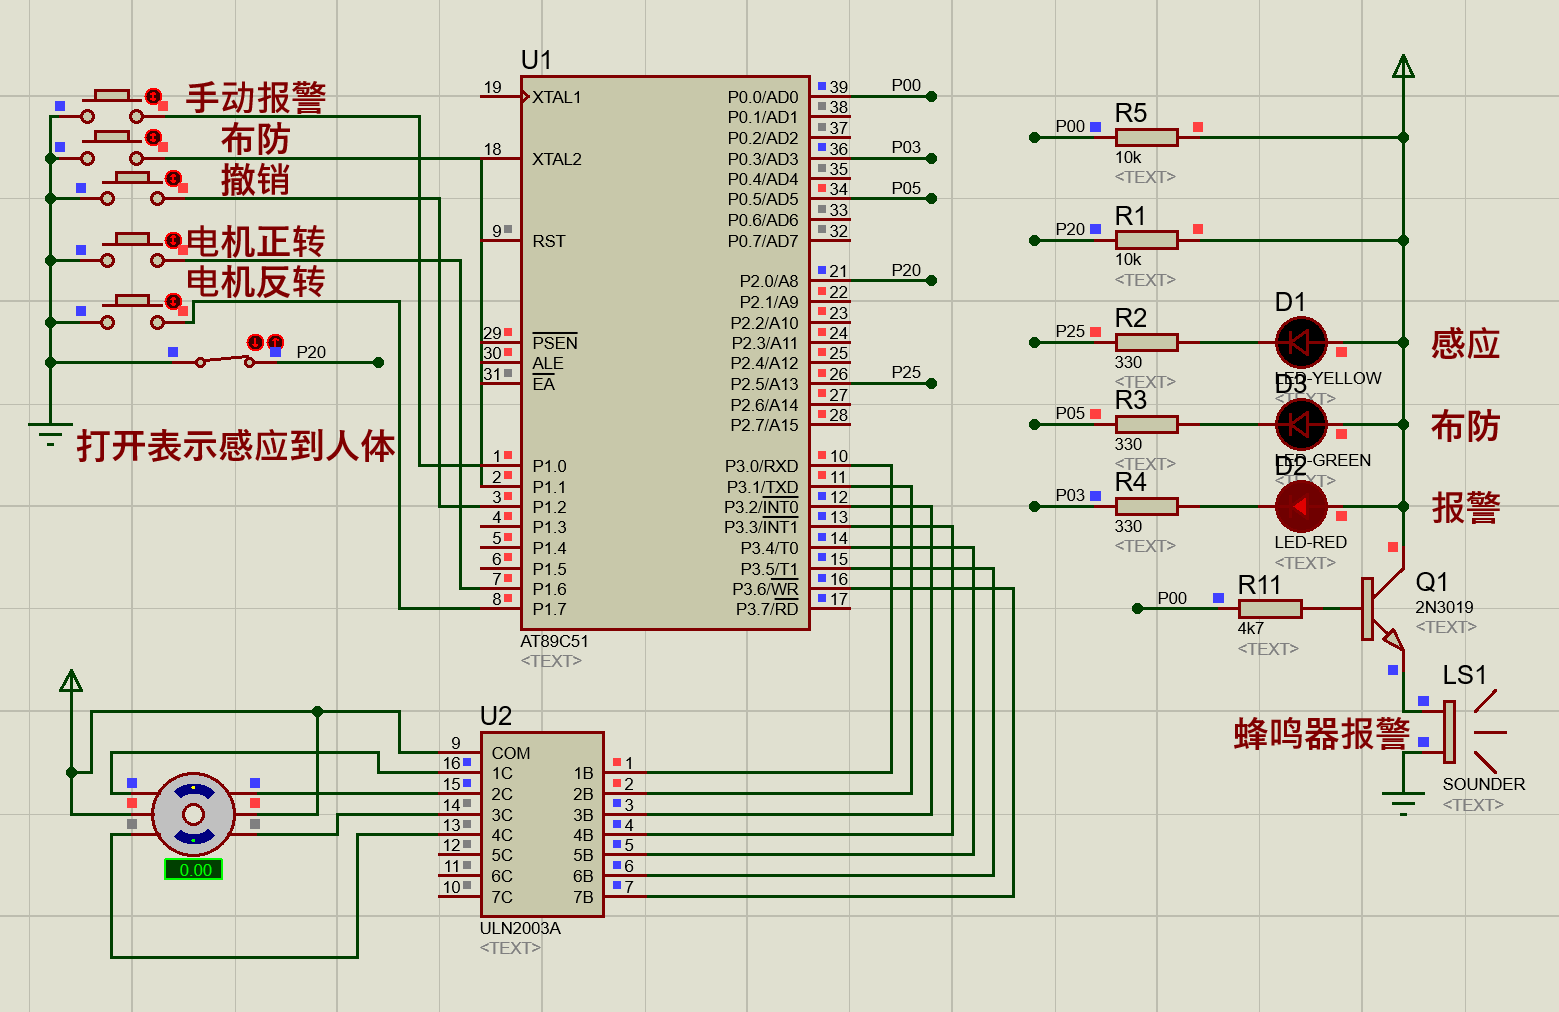 手动报警
布防
撤销
电机正转
电机反转
P20
打开表示感应到人体
U1
19
XTAL1
18
XTAL2
9
RST
29
PSEN
30
ALE
31
EA
1
P1.0
2
P1.1
3
P1.2
4
P1.3
5
P1.4
6
P1.5
7
P1.6
8
P1.7
P0.0/AD0
39
P00
P0.1/AD1
38
P0.2/AD2
37
P0.3/AD3
36
P03
P0.4/AD4
35
P0.5/AD5
34
P05
P0.6/AD6
33
P0.7/AD7
32
P2.0/A8
21
P20
P2.1/A9
22
P2.2/A10
23
P2.3/A11
24
P2.4/A12
25
P2.5/A13
26
P25
P2.6/A14
27
P2.7/A15
28
P3.0/RXD
10
P3.1/TXD
11
P3.2/INT0
12
P3.3/INT1
13
P3.4/T0
14
P3.5/T1
15
P3.6/WR
16
P3.7/RD
17
AT89C51
<TEXT>
P00
R5
10k
<TEXT>
P20
R1
10k
<TEXT>
P25
R2
330
<TEXT>
D1
LED-YELLOW
<TEXT>
感应
P05
R3
330
<TEXT>
D3
LED-GREEN
<TEXT>
布防
P03
R4
330
<TEXT>
D2
LED-RED
<TEXT>
报警
P00
R11
4k7
<TEXT>
Q1
2N3019
<TEXT>
LS1
蜂鸣器报警
SOUNDER
<TEXT>
0.00
U2
9
COM
16
1C
15
2C
14
3C
13
4C
12
5C
11
6C
10
7C
1B
1
2B
2
3B
3
4B
4
5B
5
6B
6
7B
7
ULN2003A
<TEXT>